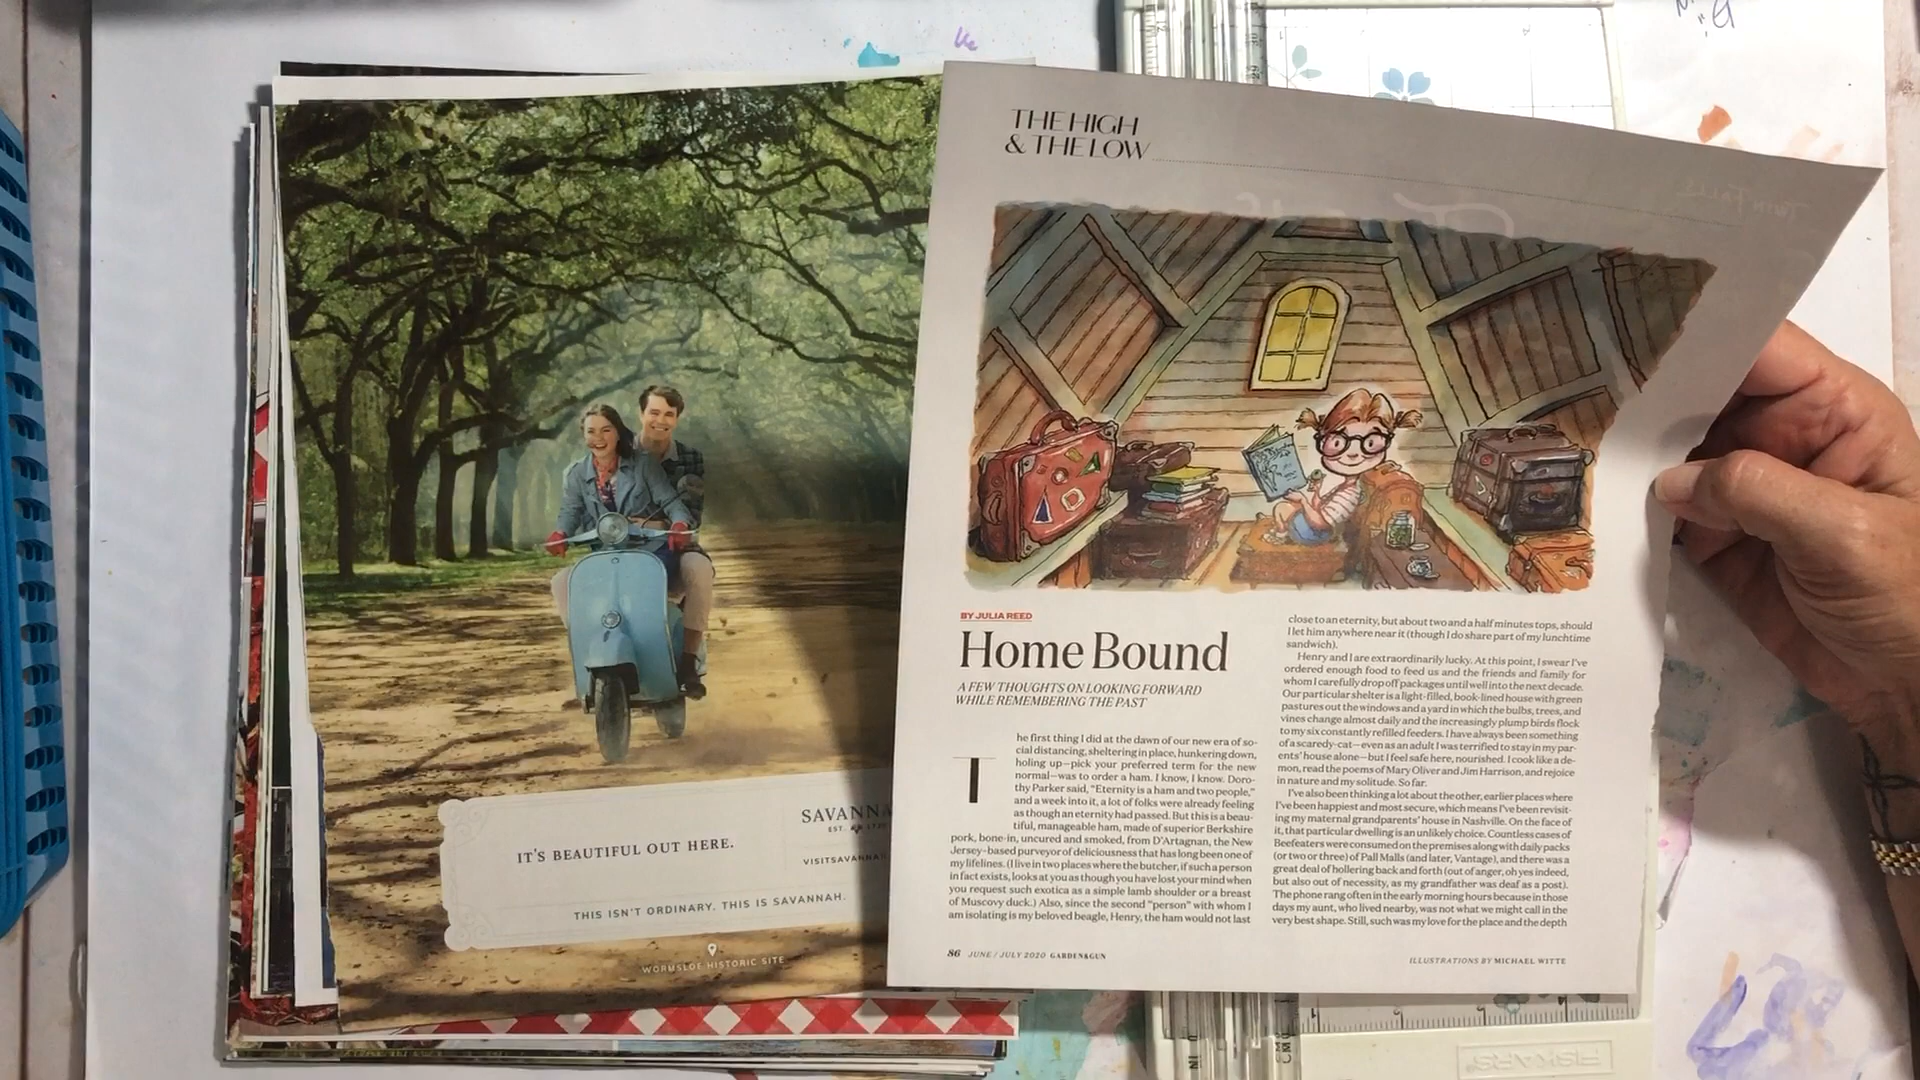 IT'S BEAUTIFUL OUT HERE.
SAVANNA
EST.
VISITSAVANNAH
THIS ISN'T ORDINARY. THIS IS SAVANNAH.
WORMSLOE HISTORIC SITE
THE HIGH
& THE LOW
BY JULIA REED
Home Bound
A FEW THOUGHTS ON LOOKING FORWARD
WHILE REMEMBERING THE PAST
The first thing I did at the dawn of our new era of so-
cial distancing, sheltering in place, hunkering down,
holing up—pick your preferred term for the new
normal—was to order a ham. I know, I know. Doro-
thy Parker said, "Eternity is a ham and two people,"
and a week into it, a lot of folks were already feeling
as though an eternity had passed. But this is a beau-
tiful, manageable ham, made of superior Berkshire
pork, bone-in, uncured and smoked, from D'Artagnan, the New
Jersey–based purveyor of deliciousness that has long been one of
my lifelines. (I live in two places where the butcher, if such a person
in fact exists, looks at you as though you have lost your mind when
you request such exotica as a simple lamb shoulder or a breast
of Muscovy duck.) Also, since the second "person" with whom I
am isolating is my beloved beagle, Henry, the ham would not last
close to an eternity, but about two and a half minutes tops, should
I let him anywhere near it (though I do share part of my lunchtime
sandwich).
Henry and I are extraordinarily lucky. At this point, I swear I've
ordered enough food to feed us and the friends and family for
whom I carefully drop off packages until well into the next decade.
Our particular shelter is a light-filled, book-lined house with green
pastures out the windows and a yard in which the bulbs, trees, and
vines change almost daily and the increasingly plump birds flock
to my six constantly refilled feeders. I have always been something
of a scaredy-cat—even as an adult I was terrified to stay in my par-
ents' house alone—but I feel safe here, nourished. I cook like a de-
mon, read the poems of Mary Oliver and Jim Harrison, and rejoice
in nature and my solitude. So far.
I've also been thinking a lot about the other, earlier places where
I've been happiest and most secure, which means I've been revisit-
ing my maternal grandparents' house in Nashville. On the face of
it, that particular dwelling is an unlikely choice. Countless cases of
Beefeaters were consumed on the premises along with daily packs
(or two or three) of Pall Malls (and later, Vantage), and there was a
great deal of hollering back and forth (out of anger, oh yes indeed,
but also out of necessity, as my grandfather was deaf as a post).
The phone rang often in the early morning hours because in those
days my aunt, who lived nearby, was not what we might call in the
very best shape. Still, such was my love for the place and the depth
86 JUNE / JULY 2020 GARDEN&GUN
ILLUSTRATIONS BY MICHAEL WITTE
FISKARS